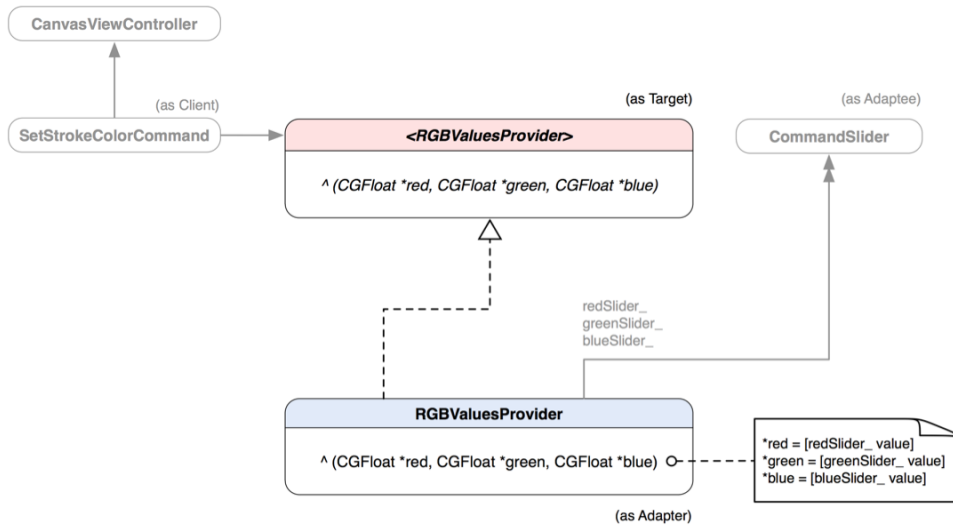 CanvasViewController
(as Client)
SetStrokeColorCommand
(as Target)
<RGBValuesProvider>
^ (CGFloat *red, CGFloat *green, CGFloat *blue)
(as Adaptee)
CommandSlider
redSlider_
greenSlider_
blueSlider_
RGBValuesProvider
^ (CGFloat *red, CGFloat *green, CGFloat *blue)
(as Adapter)
*red = [redSlider_ value]
*green = [greenSlider_ value]
*blue = [blueSlider_ value]